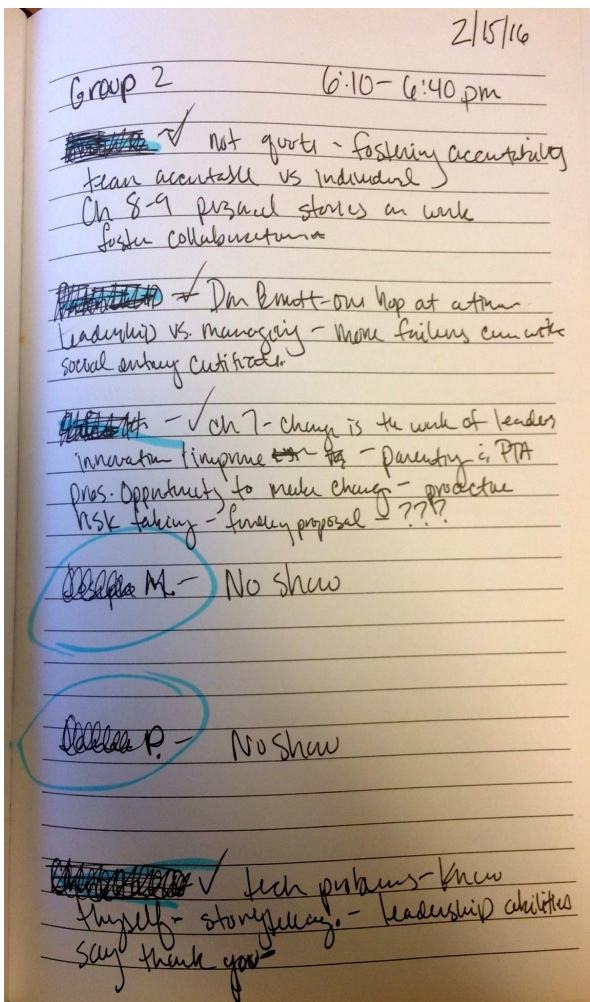 2/15/16
Group 2 6:10 - 6:40 pm
✓ not quote - fostering accountability
team accountable vs individual
Ch 8-9 personal stories on work
foster collaboration
✓ Dan
Leadership vs. managing - more failures
social
- ✓ Ch 7 - change is the work of leaders
innovation improve - parenting PTA
pres. Opportunity to make change - proactive
risk taking - funding proposal - ???
M. - No show
P. - No Show
✓ tech problems - Know
thyself - storytelling. - leadership abilities
say thank you